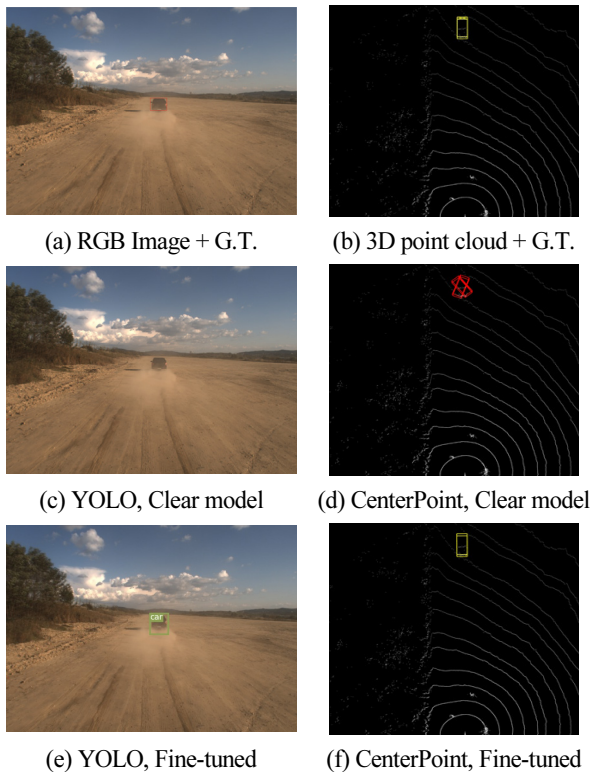 (a) RGB Image + G.T.
(b) 3D point cloud + G.T.
(c) YOLO, Clear model
(d) CenterPoint, Clear model
car
(e) YOLO, Fine-tuned
(f) CenterPoint, Fine-tuned